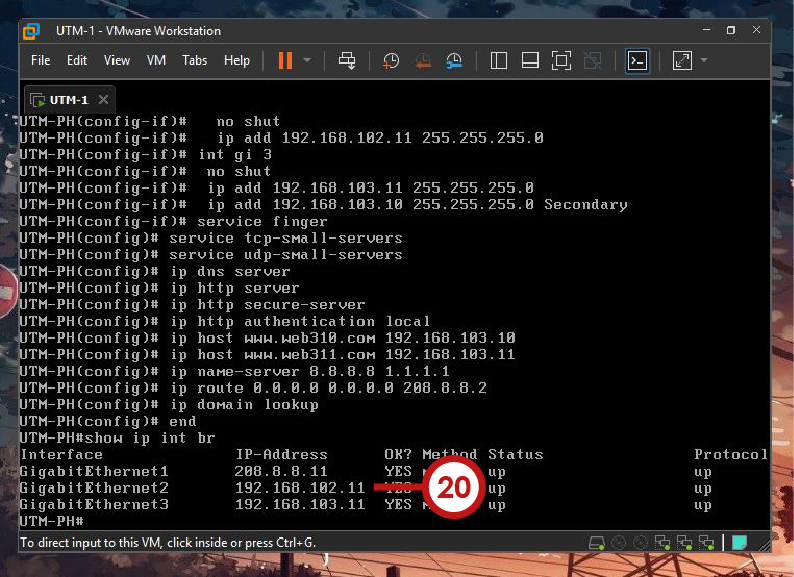 UTM-1 - VMware Workstation
File Edit View VM Tabs Help
UTM-1
UTM-PH(config-if)# no shut
UTM-PH(config-if)# ip add 192.168.102.11 255.255.255.0
UTM-PH(config-if)# int gi 3
UTM-PH(config-if)# no shut
UTM-PH(config-if)# ip add 192.168.103.11 255.255.255.0
UTM-PH(config-if)# ip add 192.168.103.10 255.255.255.0 Secondary
UTM-PH(config-if)# service finger
UTM-PH(config)# service tcp-small-servers
UTM-PH(config)# service udp-small-servers
UTM-PH(config)# ip dns server
UTM-PH(config)# ip http server
UTM-PH(config)# ip http secure-server
UTM-PH(config)# ip http authentication local
UTM-PH(config)# ip host www.web310.com 192.168.103.10
UTM-PH(config)# ip host www.web311.com 192.168.103.11
UTM-PH(config)# ip name-server 8.8.8.8 1.1.1.1
UTM-PH(config)# ip route 0.0.0.0 0.0.0.0 208.8.8.2
UTM-PH(config)# ip domain lookup
UTM-PH(config)# end
UTM-PH#show ip int br
Interface IP-Address OK? Method Status Protocol
GigabitEthernet1 208.8.8.11 YES up up
GigabitEthernet2 192.168.102.11 20 up up
GigabitEthernet3 192.168.103.11 YES up up
UTM-PH#
To direct input to this VM, click inside or press Ctrl+G.